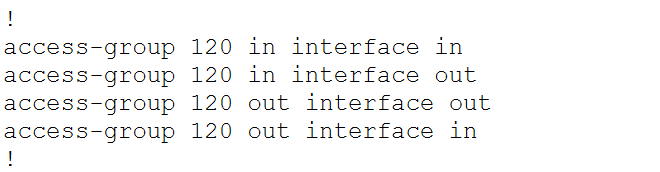 !
access-group 120 in interface in
access-group 120 in interface out
access-group 120 out interface out
access-group 120 out interface in
!